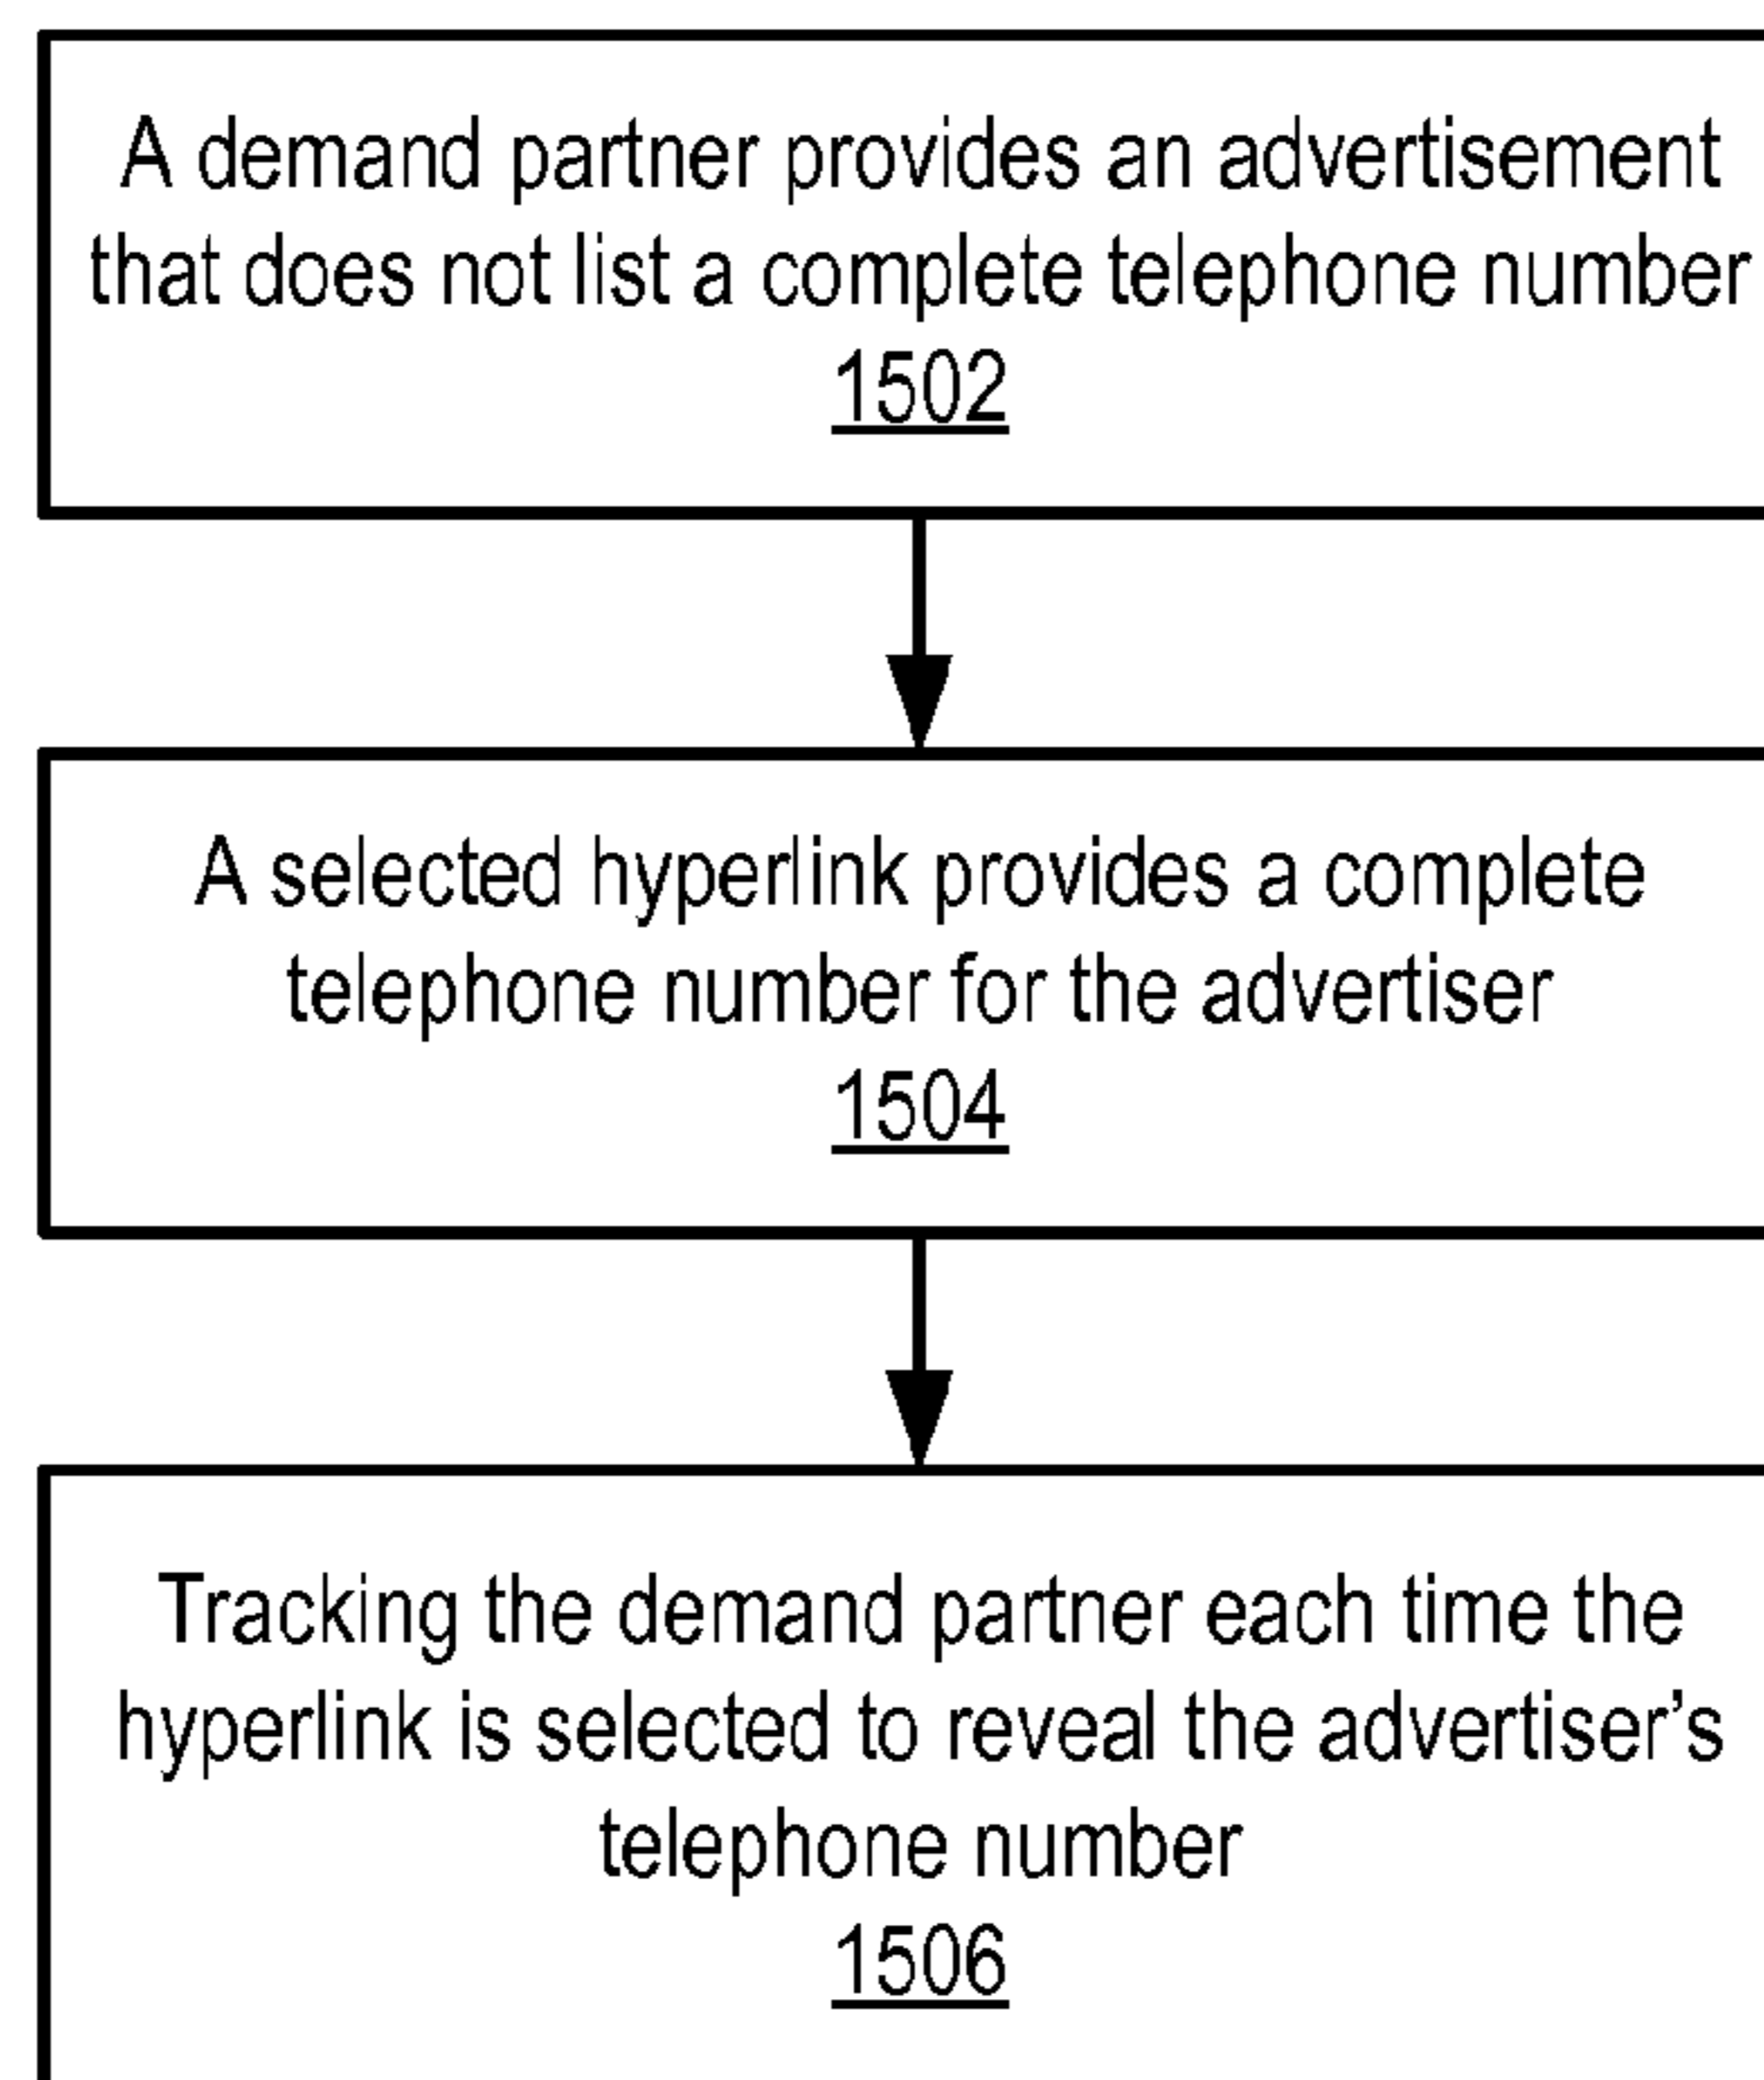 A demand partner provides an advertisement
that does not list a complete telephone number
1502
A selected hyperlink provides a complete
telephone number for the advertiser
1504
Tracking the demand partner each time the
hyperlink is selected to reveal the advertiser’s
telephone number
1506